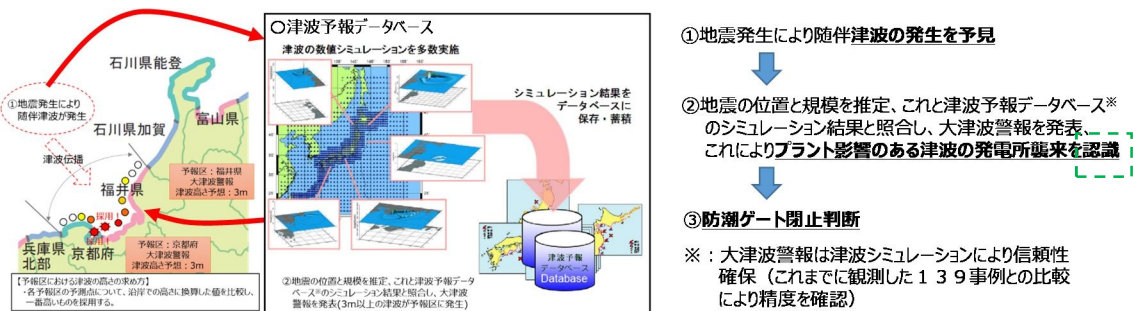 石川県能登
①地震発生により
随伴津波が発生
石川県加賀
富山県
津波伝播
予報区：福井県
大津波警報
津波高さ予想：3m
福井県
採用！
採用！
兵庫県
北部
京都府
予報区：京都府
大津波警報
津波高さ予想：3m
【予報区における津波の高さの求め方】
・各予報区の予測点について、沿岸での高さに換算した値を比較し、
一番高いものを採用する。
〇津波予報データベース
津波の数値シミュレーションを多数実施
シミュレーション結果を
データベースに
保存・蓄積
津波予報
データベース
Database
②地震の位置と規模を推定、これと津波予報データ
ベース※のシミュレーション結果と照合し、大津波
警報を発表(3m以上の津波が予報区に発生)
①地震発生により随伴津波の発生を予見
②地震の位置と規模を推定、これと津波予報データベース※
のシミュレーション結果と照合し、大津波警報を発表、
これによりプラント影響のある津波の発電所襲来を認識
③防潮ゲート閉止判断
※：大津波警報は津波シミュレーションにより信頼性
確保（これまでに観測した１３９事例との比較
により精度を確認）